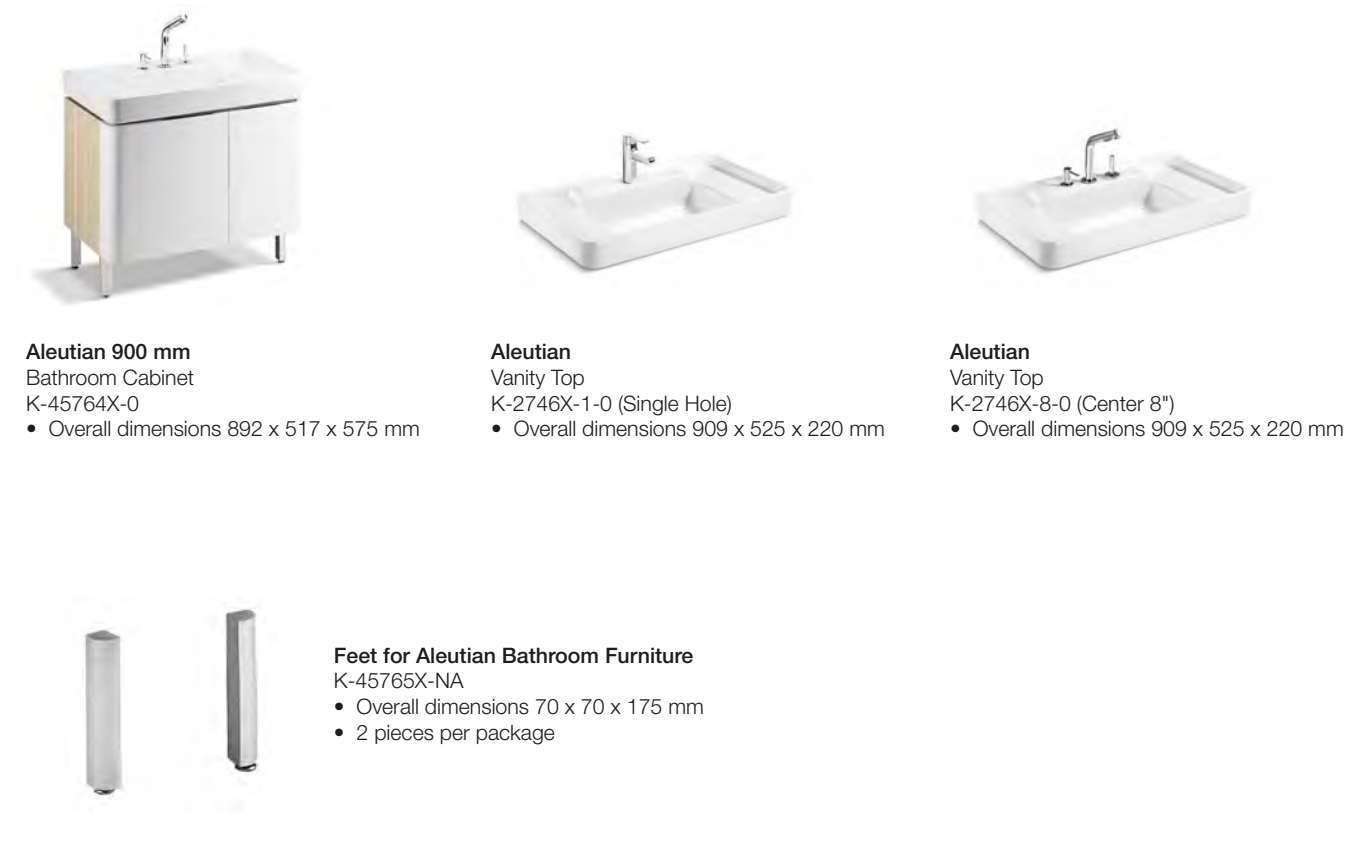 Aleutian 900 mm
Bathroom Cabinet
K-45764X-0
• Overall dimensions 892 x 517 x 575 mm
Aleutian
Vanity Top
K-2746X-1-0 (Single Hole)
• Overall dimensions 909 x 525 x 220 mm
Aleutian
Vanity Top
K-2746X-8-0 (Center 8")
• Overall dimensions 909 x 525 x 220 mm
Feet for Aleutian Bathroom Furniture
K-45765X-NA
• Overall dimensions 70 x 70 x 175 mm
• 2 pieces per package